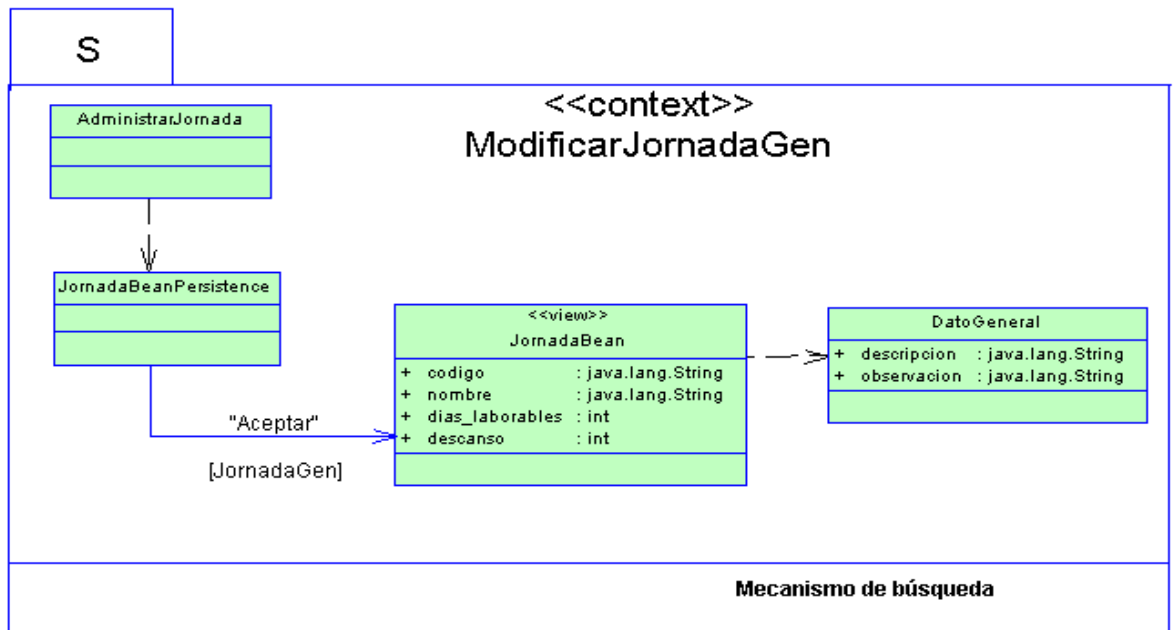 S
<<context>>
ModificarJornadaGen
AdministrarJornada
JornadaBeanPersistence
<<view>>
JornadaBean
+ codigo : java.lang.String
+ nombre : java.lang.String
+ dias_laborables : int
+ descanso : int
DatoGeneral
+ descripcion : java.lang.String
+ observacion : java.lang.String
"Aceptar"
[JornadaGen]
Mecanismo de búsqueda